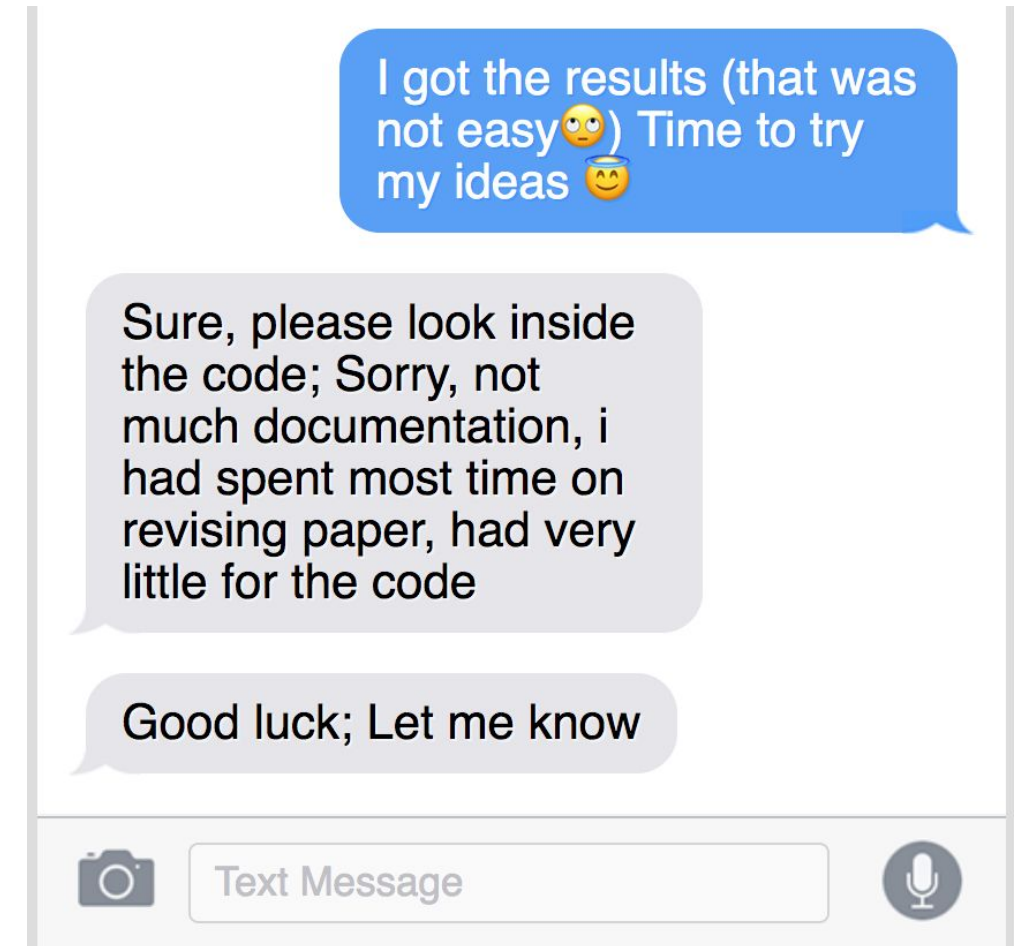 I got the results (that was
not easy🙄) Time to try
my ideas 😇
Sure, please look inside
the code; Sorry, not
much documentation, i
had spent most time on
revising paper, had very
little for the code
Good luck; Let me know
Text Message